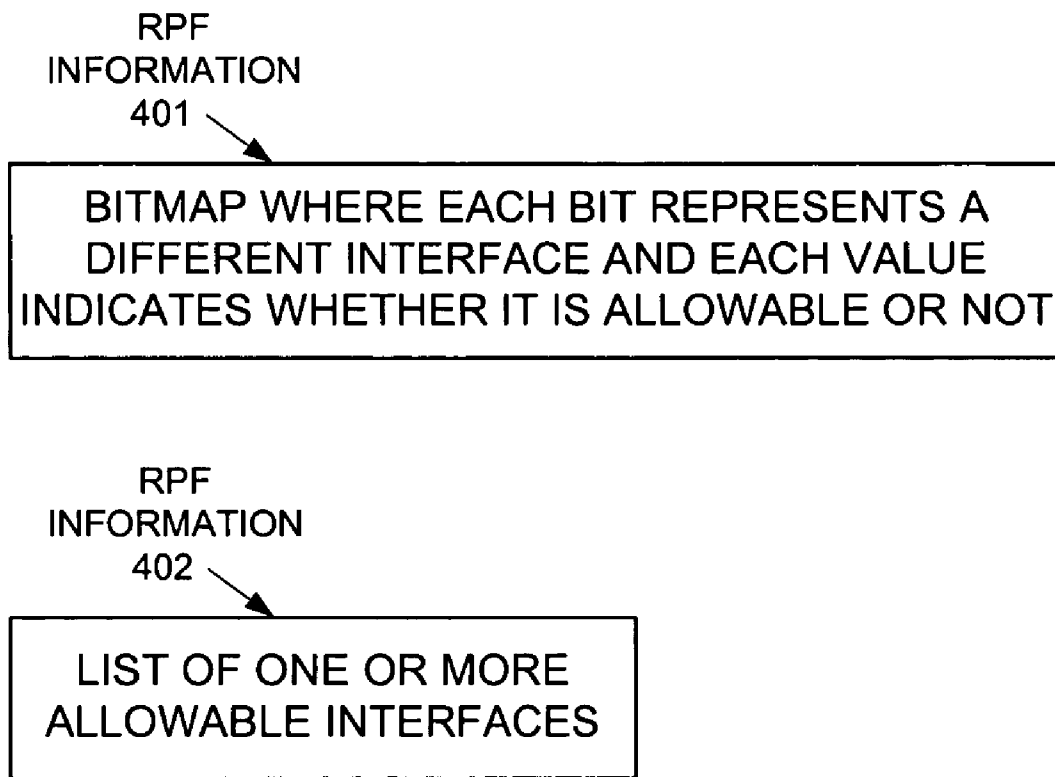 RPF
INFORMATION
401
BITMAP WHERE EACH BIT REPRESENTS A
DIFFERENT INTERFACE AND EACH VALUE
INDICATES WHETHER IT IS ALLOWABLE OR NOT
RPF
INFORMATION
402
LIST OF ONE OR MORE
ALLOWABLE INTERFACES